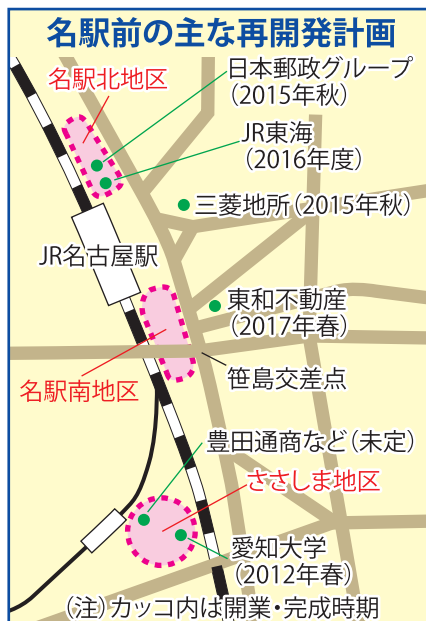 名駅前の主な再開発計画
名駅北地区
日本郵政グループ
(2015年秋)
JR東海
(2016年度)
三菱地所(2015年秋)
JR名古屋駅
東和不動産
(2017年春)
名駅南地区
笹島交差点
豊田通商など(未定)
ささしま地区
愛知大学
(2012年春)
(注)カッコ内は開業・完成時期